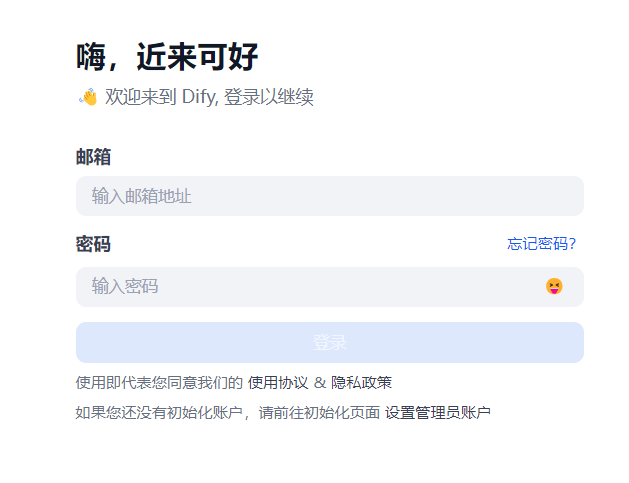 嗨，近来可好
👋 欢迎来到 Dify, 登录以继续
邮箱
输入邮箱地址
密码
忘记密码?
输入密码
登录
使用即代表您同意我们的 使用协议 & 隐私政策
如果您还没有初始化账户，请前往初始化页面 设置管理员账户